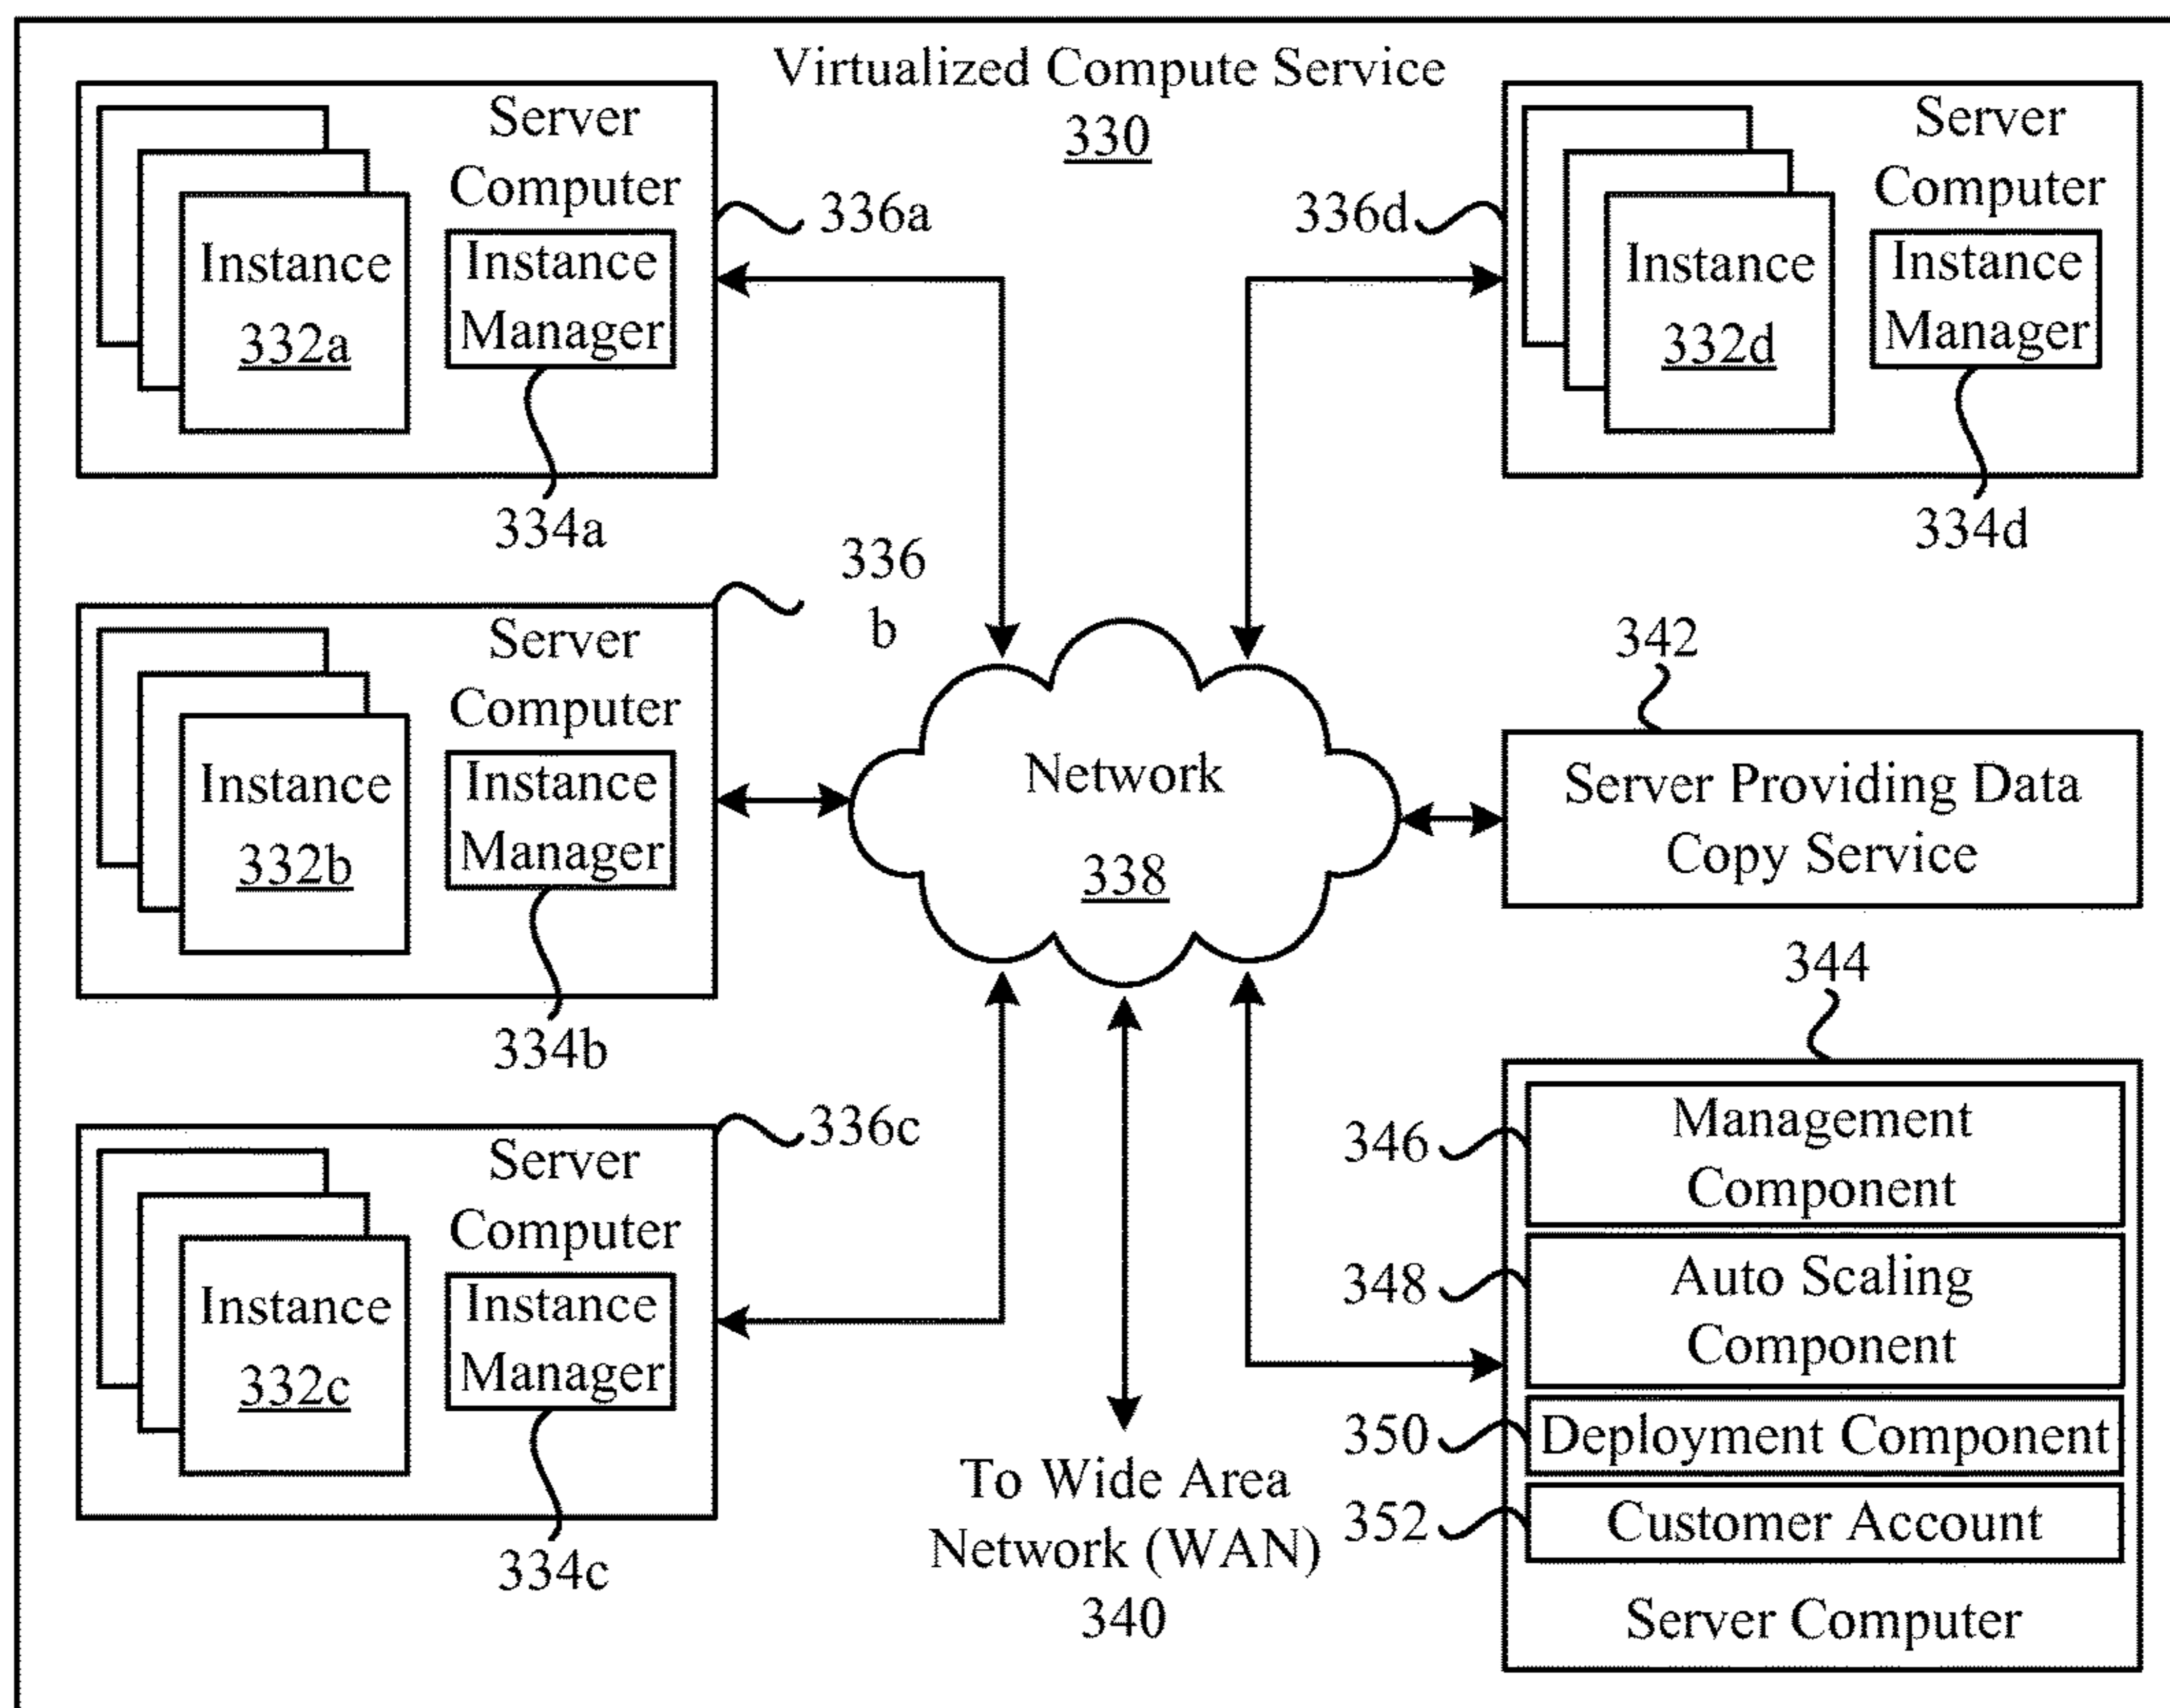 Virtualized Compute Service
330
Server
Computer
336a
Instance
332a
Instance
Manager
334a
336d
Server
Computer
Instance
332d
Instance
Manager
334d
336
b
Server
Computer
Instance
332b
Instance
Manager
334b
Network
338
342
Server Providing Data
Copy Service
336c
Server
Computer
Instance
332c
Instance
Manager
334c
To Wide Area
Network (WAN)
340
344
346
Management
Component
348
Auto Scaling
Component
350
Deployment Component
352
Customer Account
Server Computer